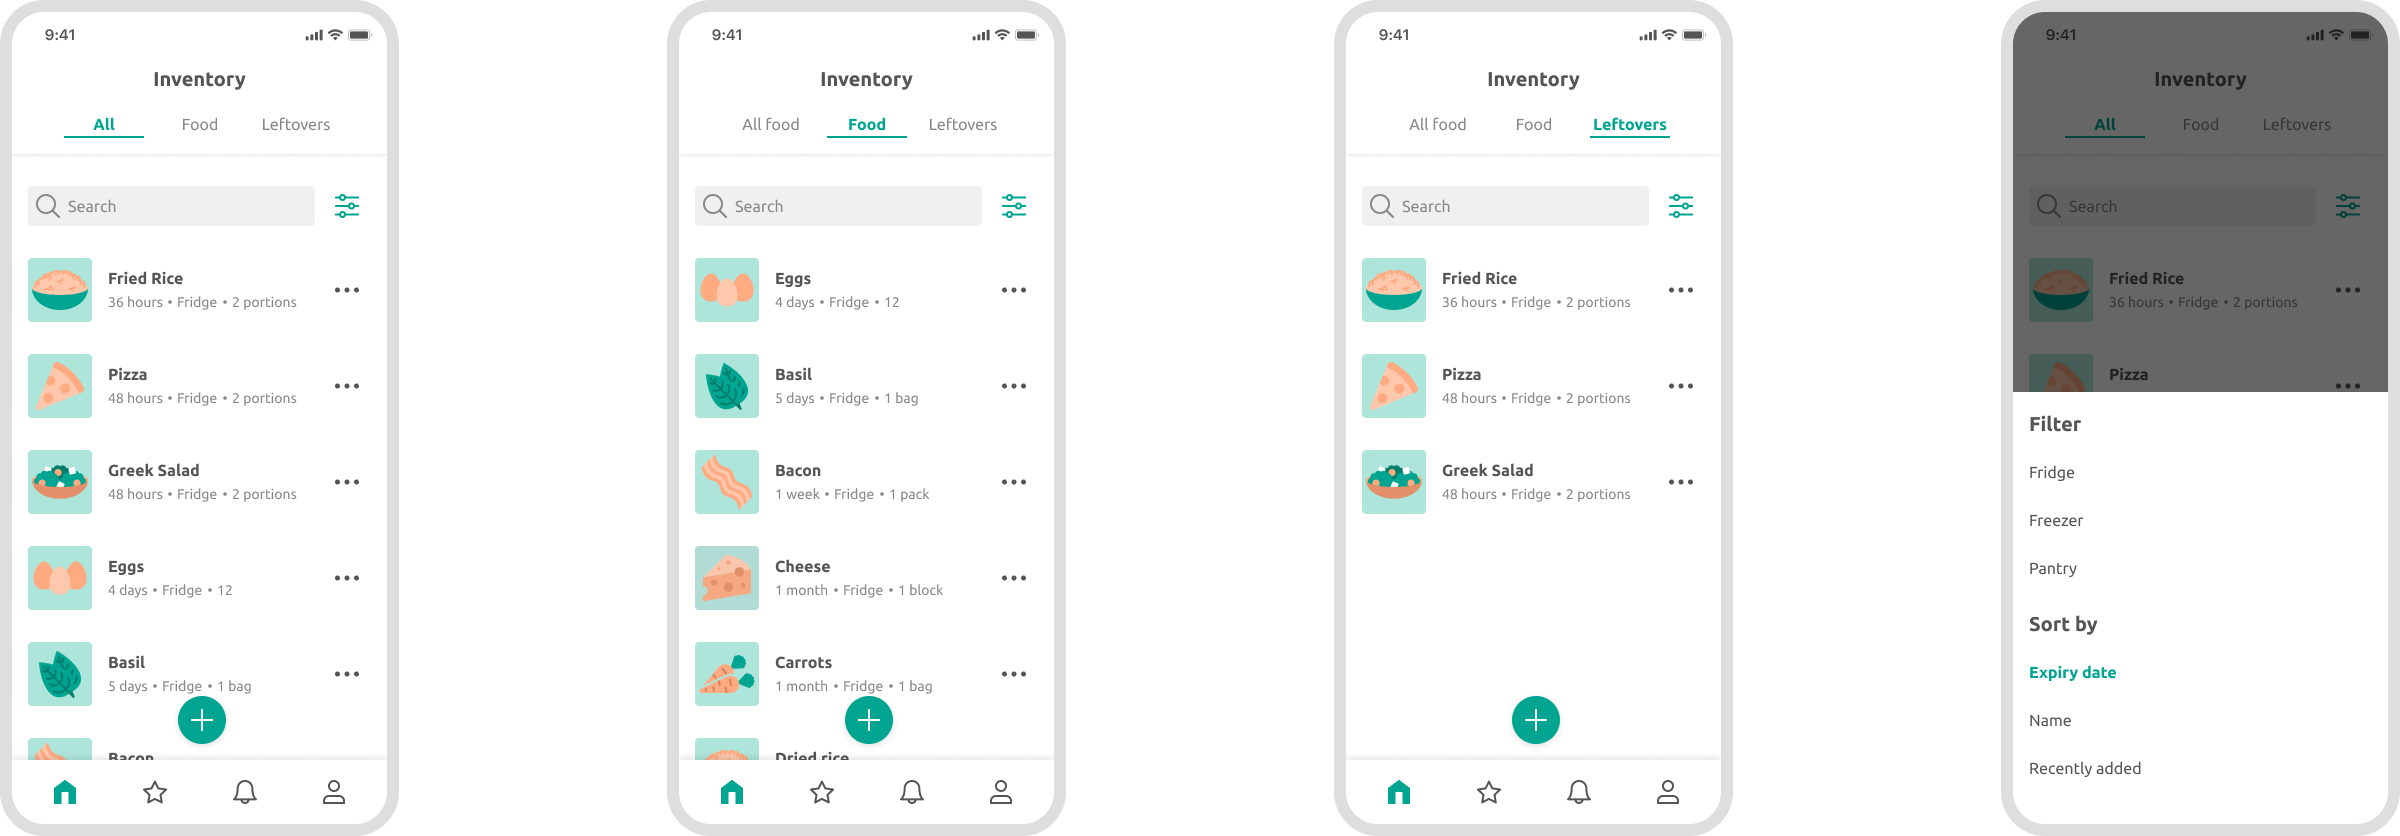 9:41
Inventory
All Food Leftovers
Search
Fried Rice
36 hours • Fridge • 2 portions
Pizza
48 hours • Fridge • 2 portions
Greek Salad
48 hours • Fridge • 2 portions
Eggs
4 days • Fridge • 12
Basil
5 days • Fridge • 1 bag
Bacon
9:41
Inventory
All food Food Leftovers
Search
Eggs
4 days • Fridge • 12
Basil
5 days • Fridge • 1 bag
Bacon
1 week • Fridge • 1 pack
Cheese
1 month • Fridge • 1 block
Carrots
1 month • Fridge • 1 bag
Dried rice
9:41
Inventory
All food Food Leftovers
Search
Fried Rice
36 hours • Fridge • 2 portions
Pizza
48 hours • Fridge • 2 portions
Greek Salad
48 hours • Fridge • 2 portions
9:41
Inventory
All Food Leftovers
Search
Fried Rice
36 hours • Fridge • 2 portions
Pizza
Filter
Fridge
Freezer
Pantry
Sort by
Expiry date
Name
Recently added